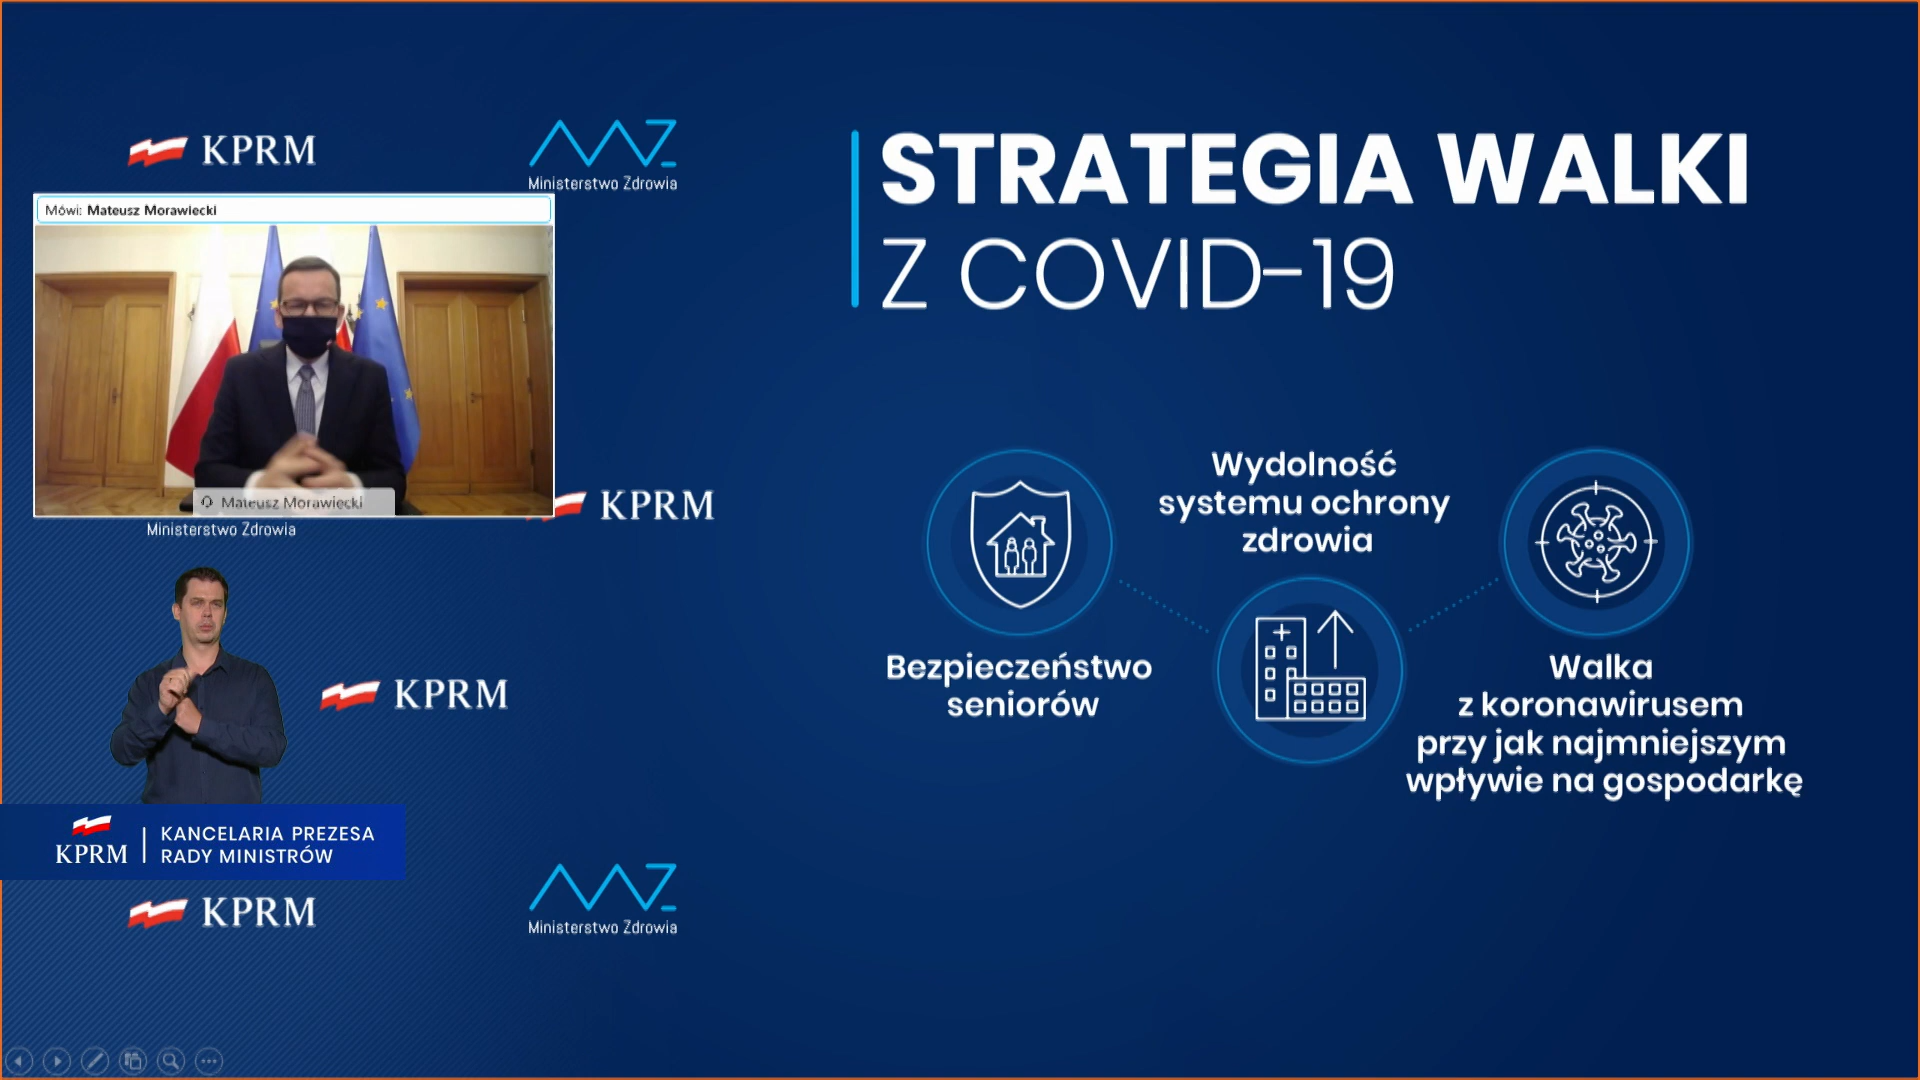 KPRM
Ministerstwo Zdrowia
Mówi: Mateusz Morawiecki
Mateusz Morawiecki
Ministerstwo Zdrowia
KPRM
KPRM
KPRM
KANCELARIA PREZESA
RADY MINISTRÓW
KPRM
Ministerstwo Zdrowia
STRATEGIA WALKI
Z COVID-19
Bezpieczeństwo
seniorów
Wydolność
systemu ochrony
zdrowia
Walka
z koronawirusem
przy jak najmniejszym
wpływie na gospodarkę